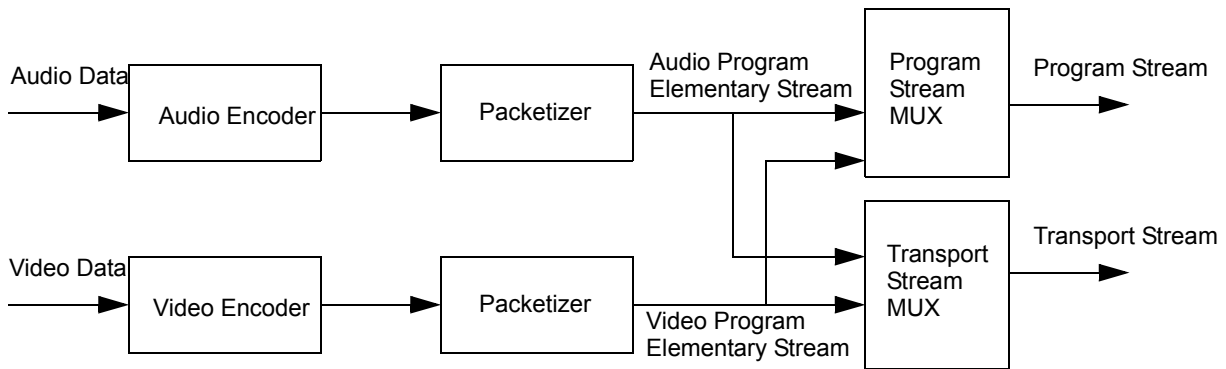 Audio Data
Audio Encoder
Packetizer
Audio Program
Elementary Stream
Program
Stream
MUX
Program Stream
Video Data
Video Encoder
Packetizer
Video Program
Elementary Stream
Transport
Stream
MUX
Transport Stream